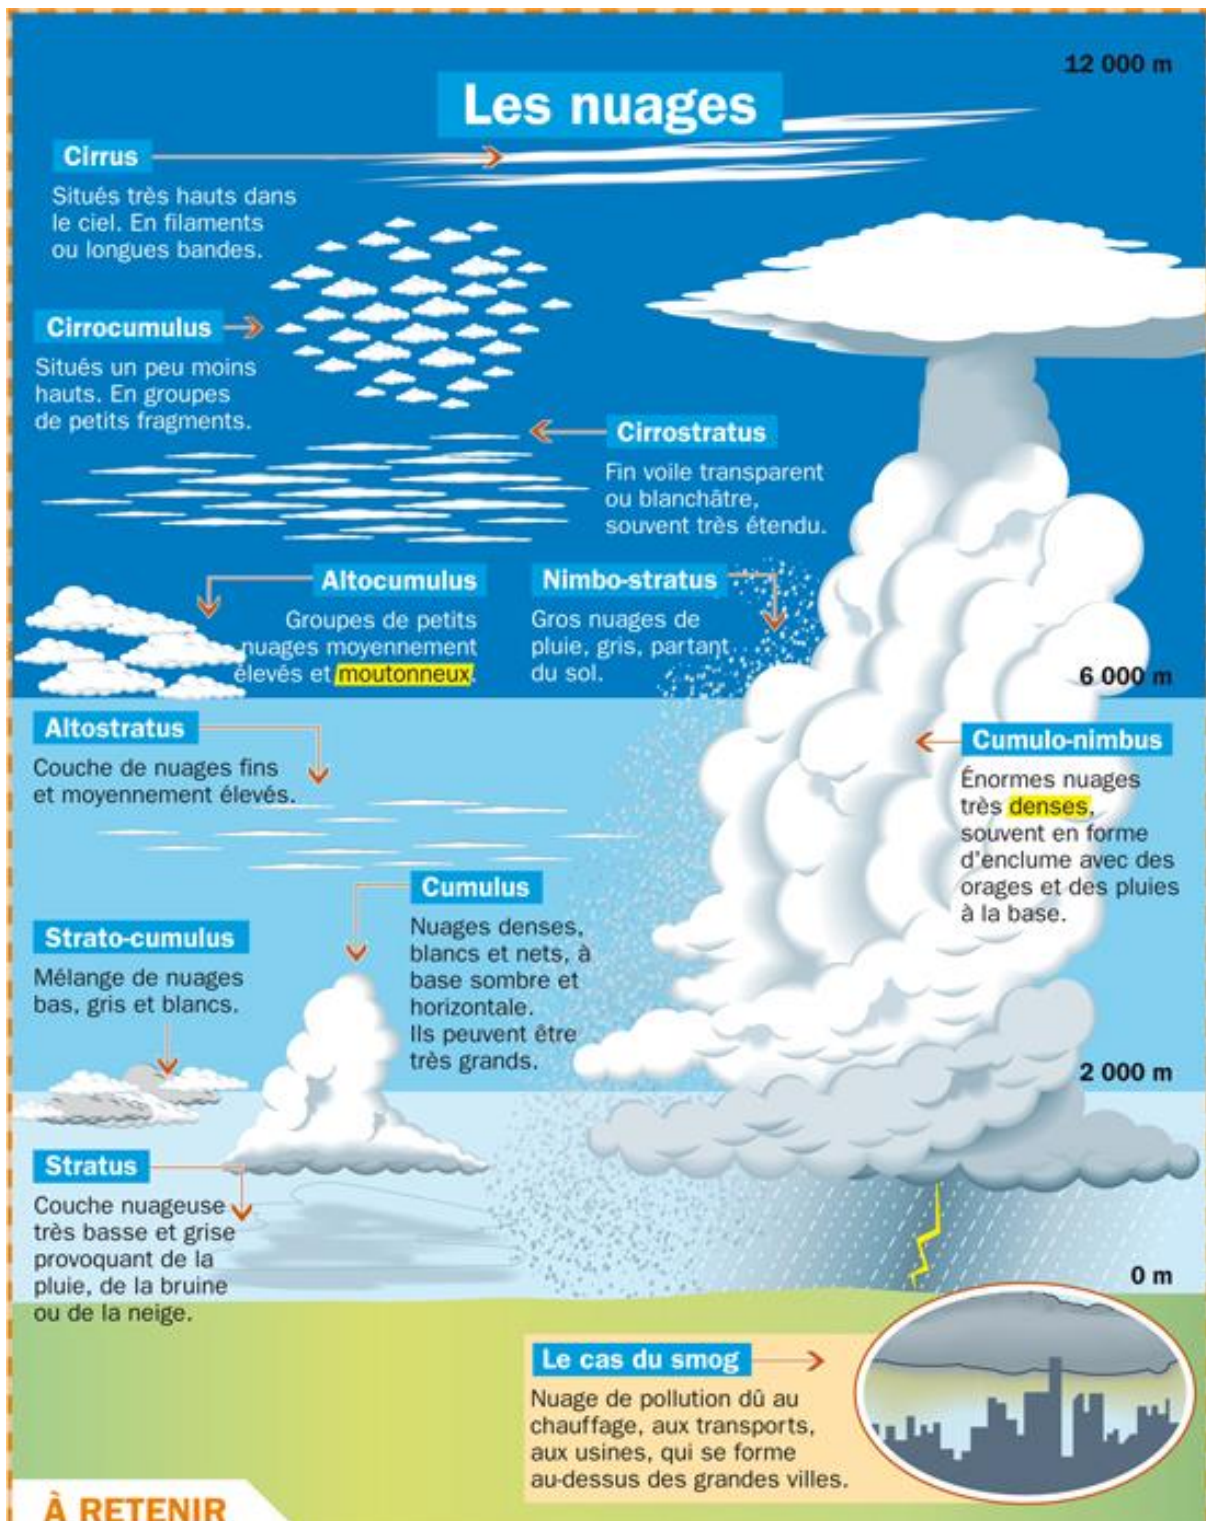 12 000 m
Les nuages
Cirrus
Situés très hauts dans
le ciel. En filaments
ou longues bandes.
Cirrocumulus
Situés un peu moins
hauts. En groupes
de petits fragments.
Cirrostratus
Fin voile transparent
ou blanchâtre,
souvent très étendu.
Altocumulus
Groupes de petits
nuages moyennement
élevés et moutonneux.
Nimbo-stratus
Gros nuages de
pluie, gris, partant
du sol.
6 000 m
Altostratus
Couche de nuages fins
et moyennement élevés.
Cumulo-nimbus
Énormes nuages
très denses,
souvent en forme
d'enclume avec des
orages et des pluies
à la base.
Cumulus
Nuages denses,
blancs et nets, à
base sombre et
horizontale.
Ils peuvent être
très grands.
Strato-cumulus
Mélange de nuages
bas, gris et blancs.
2 000 m
Stratus
Couche nuageuse
très basse et grise
provoquant de la
pluie, de la bruine
ou de la neige.
0 m
Le cas du smog
Nuage de pollution dû au
chauffage, aux transports,
aux usines, qui se forme
au-dessus des grandes villes.
À RETENIR